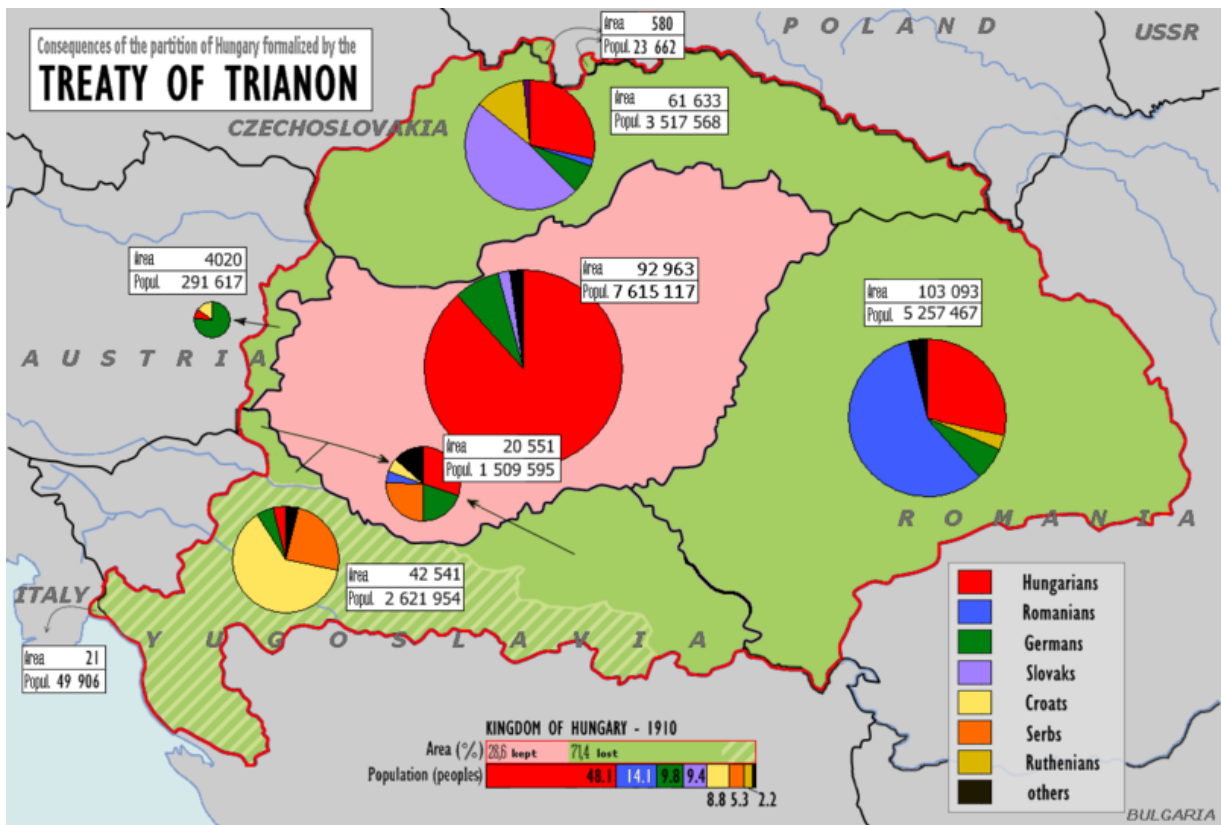 Consequences of the partition of Hungary formalized by the
TREATY OF TRIANON
Area 580
Popul. 23 662
POLAND
USSR
CZECHOSLOVAKIA
Area 61 633
Popul. 3 517 568
Area 4020
Popul. 291 617
Area 92 963
Popul. 7 615 117
Area 103 093
Popul. 5 257 467
AUSTRIA
Area 20 551
Popul. 1 509 595
ROMANIA
Area 42 541
Popul. 2 621 954
ITALY
YUGOSLAVIA
Area 21
Popul. 49 906
Hungarians
Romanians
Germans
Slovaks
Croats
Serbs
Ruthenians
others
KINGDOM OF HUNGARY - 1910
Area (%) 28,6 kept 71,4 lost
Population (peoples) 48.1 14.1 9.8 9.4
8.8 5.3 2.2
BULGARIA